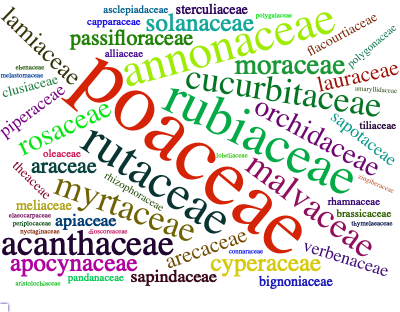 asclepiadaceae
sterculiaceae
polygalaceae
lamiaceae
capparaceae
solanaceae
annonaceae
flacourtiaceae
passifloraceae
alliaceae
polygonaceae
moraceae
lauraceae
ebenaceae
melastomaceae
clusiaceae
cucurbitaceae
amaryllidaceae
poaceae
rubiaceae
orchidaceae
sapotaceae
tiliaceae
piperaceae
rosaceae
rutaceae
oleaceae
lobeliaceae
malvaceae
araceae
theaceae
rhizophoraceae
zingiberaceae
myrtaceae
meliaceae
rhamnaceae
elaeocarpaceae
brassicaceae
periplocaceae
apiaceae
thymelaeaceae
nyctaginaceae
dioscoreaceae
acanthaceae
arecaceae
connaraceae
verbenaceae
apocynaceae
cyperaceae
pandanaceae
sapindaceae
bignoniaceae
aristolochiaceae